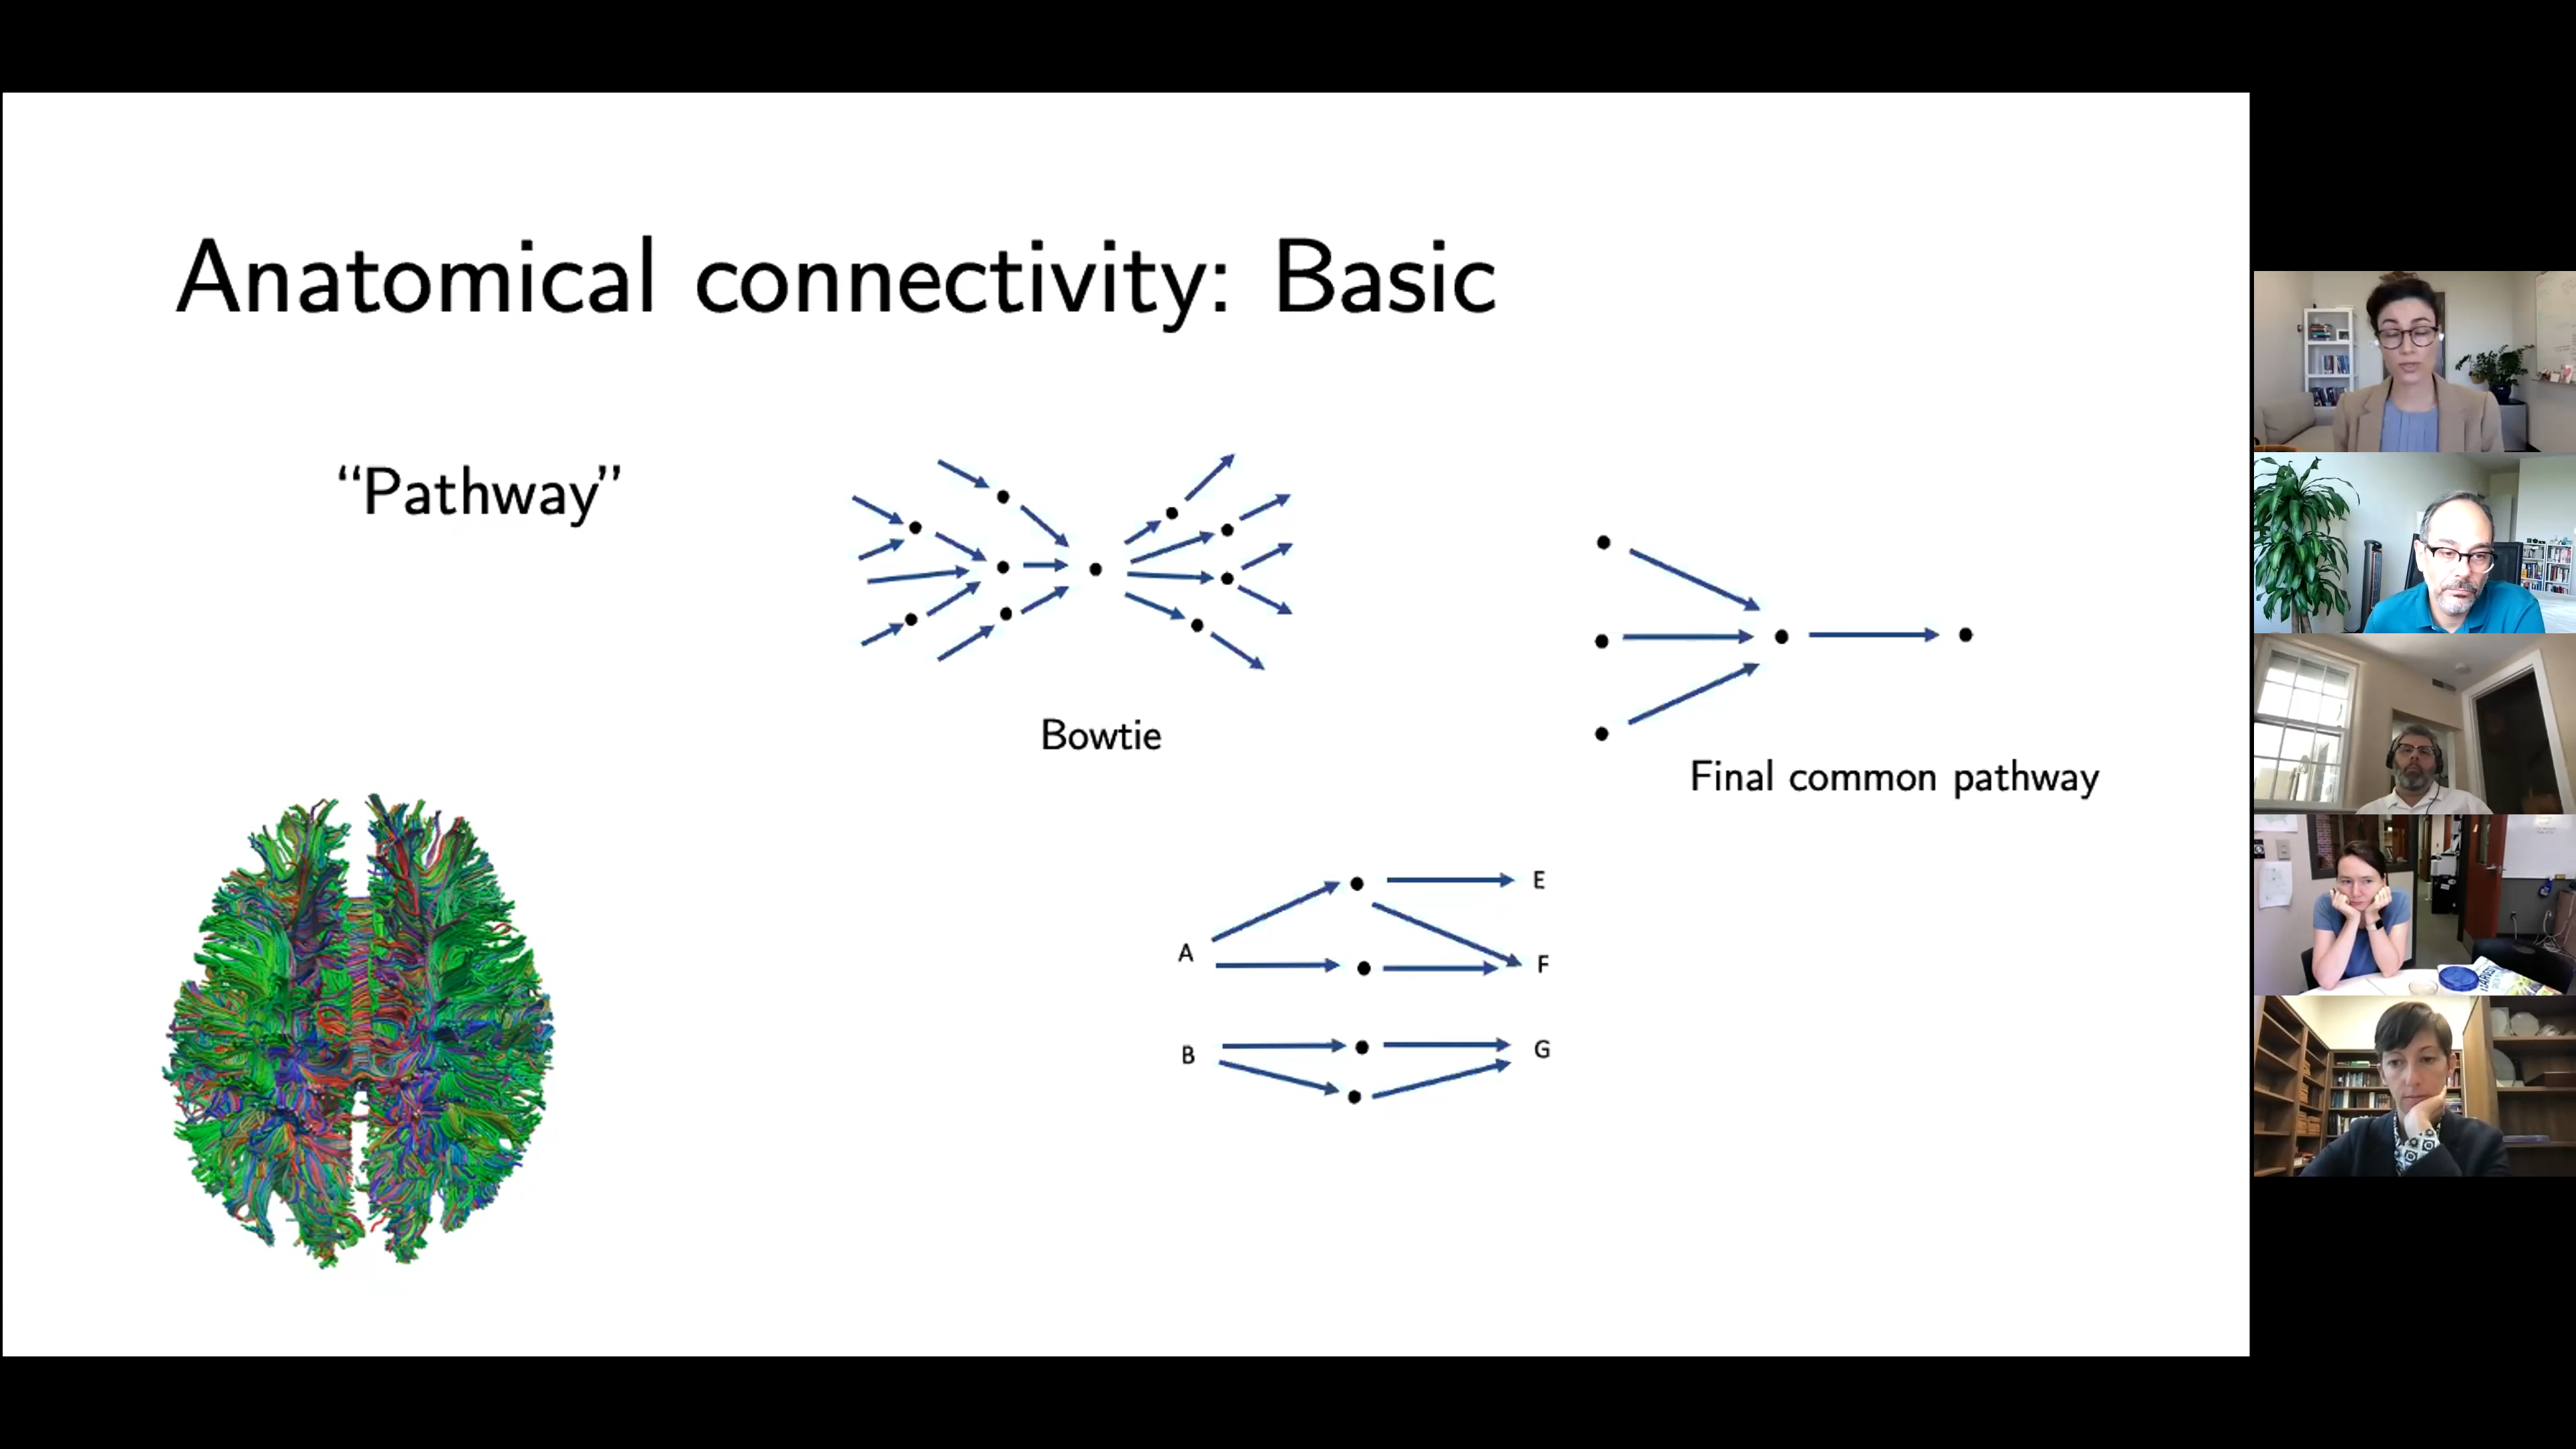 Anatomical connectivity: Basic
“Pathway”
Bowtie
Final common pathway
E
A
F
B
G